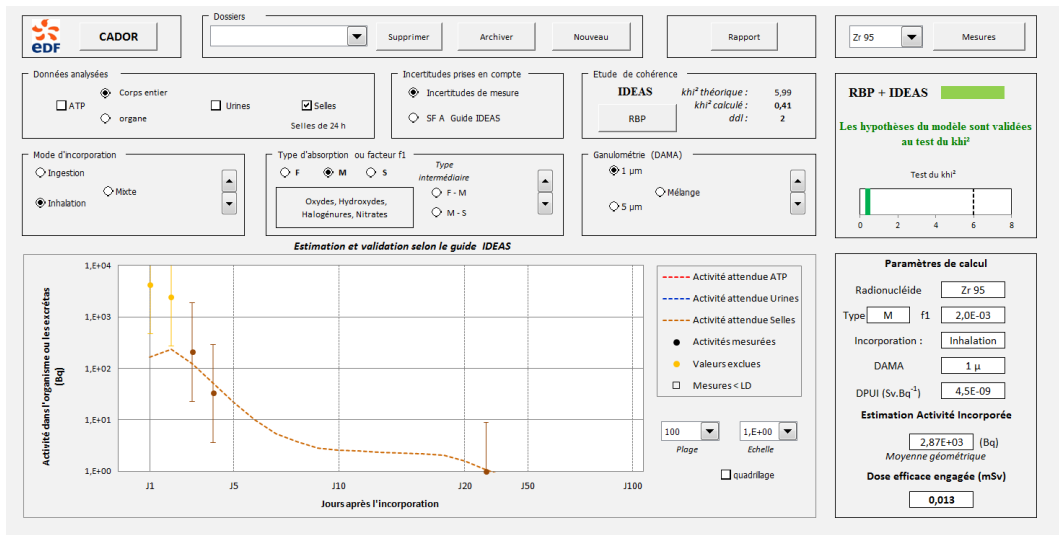 eDF
CADOR
Dossiers
Supprimer
Archiver
Nouveau
Rapport
Zr 95
Mesures
Données analysées
ATP
Corps entier
organe
Urines
Selles
Selles de 24 h
Incertitudes prises en compte
Incertitudes de mesure
SF A Guide IDEAS
Etude de cohérence
IDEAS
RBP
khi² théorique : 5,99
khi² calculé : 0,41
ddl : 2
RBP + IDEAS
Les hypothèses du modèle sont validées
au test du khi²
Test du khi²
0 2 4 6 8
Mode d'incorporation
Ingestion
Mixte
Inhalation
Type d'absorption ou facteur f1
F M S
Type
intermédiaire
F - M
M - S
Oxydes, Hydroxydes,
Halogénures, Nitrates
Ganulométrie (DAMA)
1 µm
Mélange
5 µm
Estimation et validation selon le guide IDEAS
Activité dans l'organisme ou les excrétas
(Bq)
1,E+04
1,E+03
1,E+02
1,E+01
1,E+00
J1 J5 J10 J20 J50 J100
Jours après l'incorporation
Activité attendue ATP
Activité attendue Urines
Activité attendue Selles
Activités mesurées
Valeurs exclues
Mesures < LD
100
Plage
1,E+00
Echelle
quadrillage
Paramètres de calcul
Radionucléide Zr 95
Type M f1 2,0E-03
Incorporation : Inhalation
DAMA 1 µ
DPUI (Sv.Bq⁻¹) 4,5E-09
Estimation Activité Incorporée
2,87E+03 (Bq)
Moyenne géométrique
Dose efficace engagée (mSv)
0,013